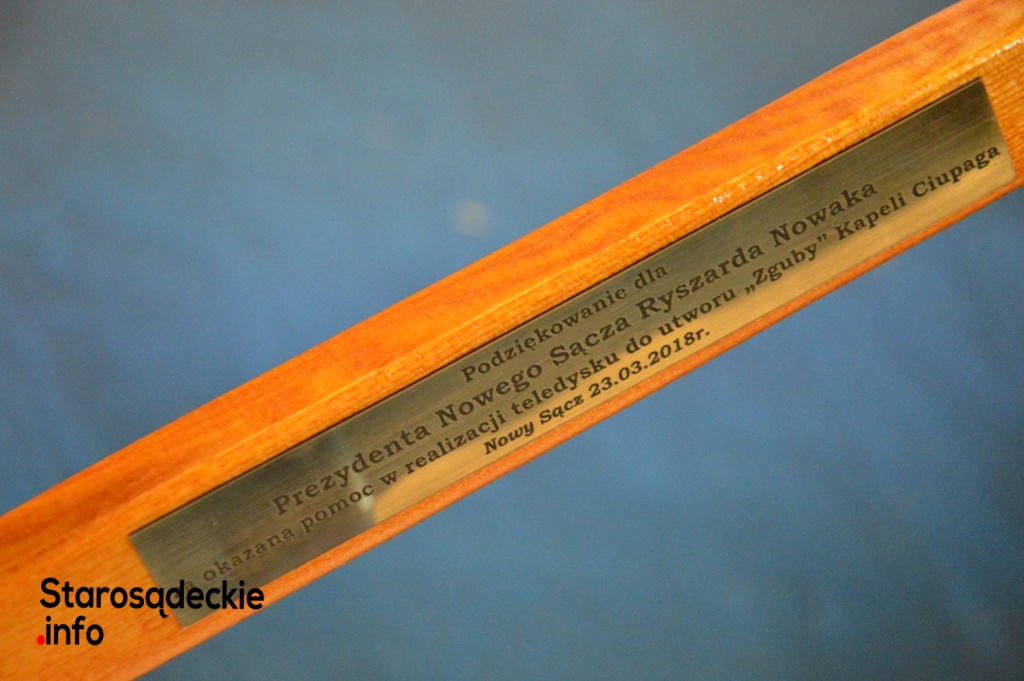 Podziękowanie dla
Prezydenta Nowego Sącza Ryszarda Nowaka
za okazaną pomoc w realizacji teledysku do utworu „Zguby” Kapeli Ciupaga
Nowy Sącz 23.03.2018r.
Starosądeckie
.info